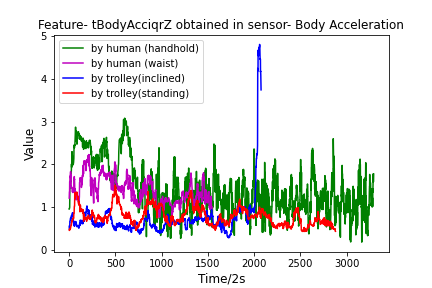 Feature- tBodyAcciqrZ obtained in sensor- Body Acceleration
5
4
3
2
1
0
Value
by human (handhold)
by human (waist)
by trolley(inclined)
by trolley(standing)
0 500 1000 1500 2000 2500 3000
Time/2s